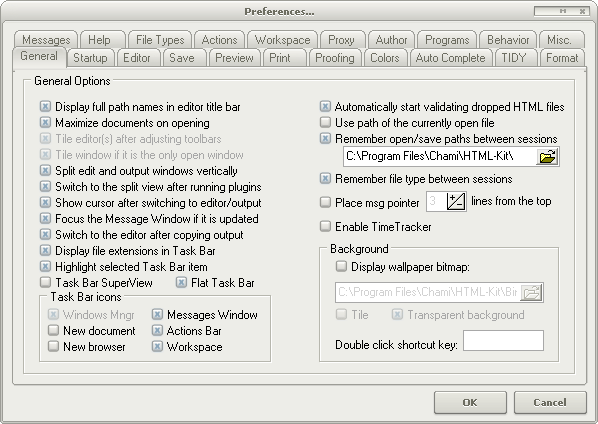 Preferences...
Messages Help File Types Actions Workspace Proxy Author Programs Behavior Misc.
General Startup Editor Save Preview Print Proofing Colors Auto Complete TIDY Format
General Options
Display full path names in editor title bar
Maximize documents on opening
Tile editor(s) after adjusting toolbars
Tile window if it is the only open window
Split edit and output windows vertically
Switch to the split view after running plugins
Show cursor after switching to editor/output
Focus the Message Window if it is updated
Switch to the editor after copying output
Display file extensions in Task Bar
Highlight selected Task Bar item
Task Bar SuperView Flat Task Bar
Task Bar icons
Windows Mngr Messages Window
New document Actions Bar
New browser Workspace
Automatically start validating dropped HTML files
Use path of the currently open file
Remember open/save paths between sessions
C:\Program Files\Chami\HTML-Kit\
Remember file type between sessions
Place msg pointer 3 lines from the top
Enable TimeTracker
Background
Display wallpaper bitmap:
C:\Program Files\Chami\HTML-Kit\Bin
Tile Transparent background
Double click shortcut key:
OK Cancel